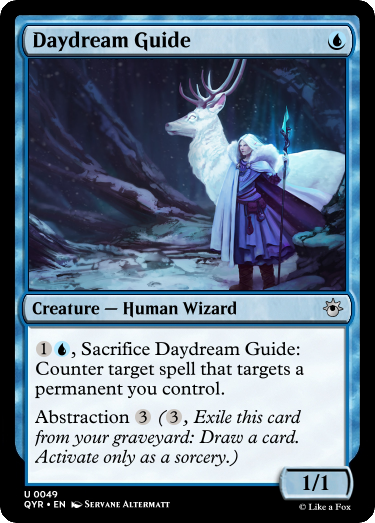 Daydream Guide
Creature — Human Wizard
1, Sacrifice Daydream Guide:
Counter target spell that targets a
permanent you control.
Abstraction 3 (3, Exile this card
from your graveyard: Draw a card.
Activate only as a sorcery.)
1/1
U 0049
QYR • EN Servane Altermatt
© Like a Fox